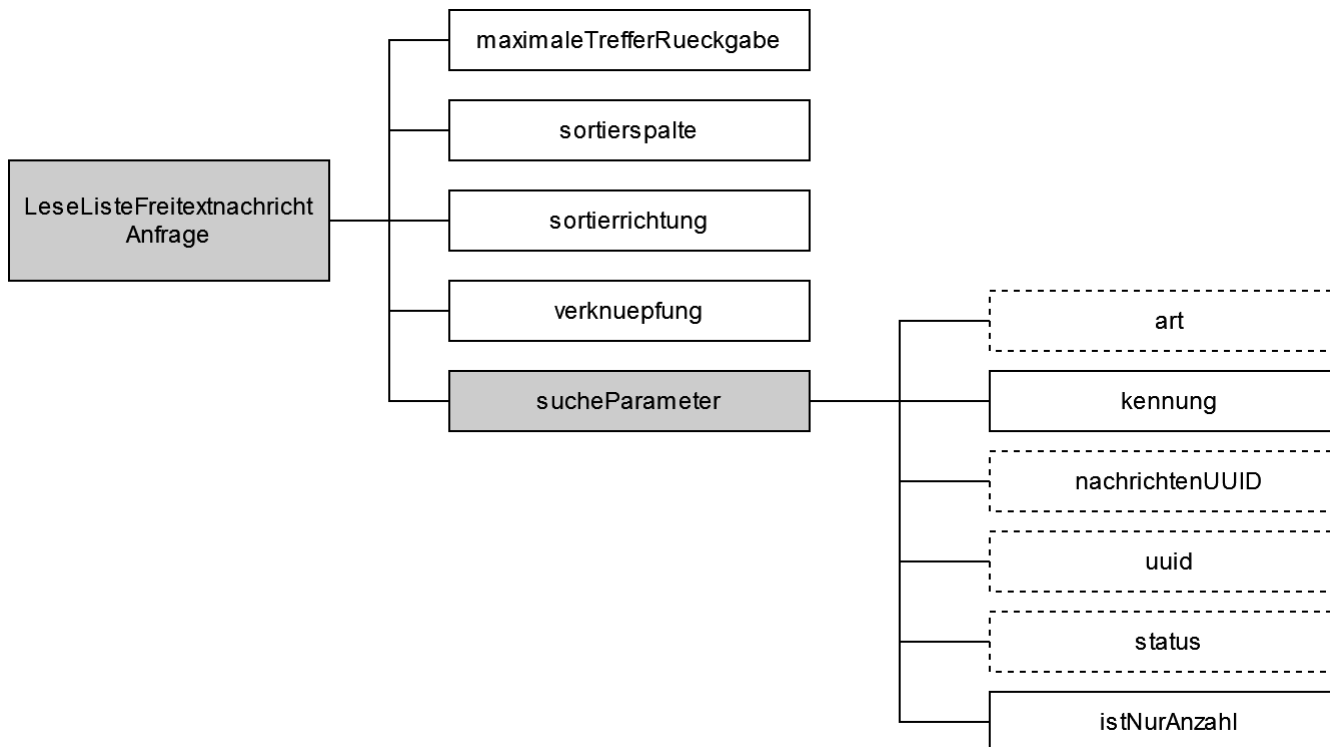 maximaleTrefferRueckgabe
sortierspalte
LeseListeFreitextnachricht
Anfrage
sortierrichtung
verknuepfung
sucheParameter
art
kennung
nachrichtenUUID
uuid
status
istNurAnzahl